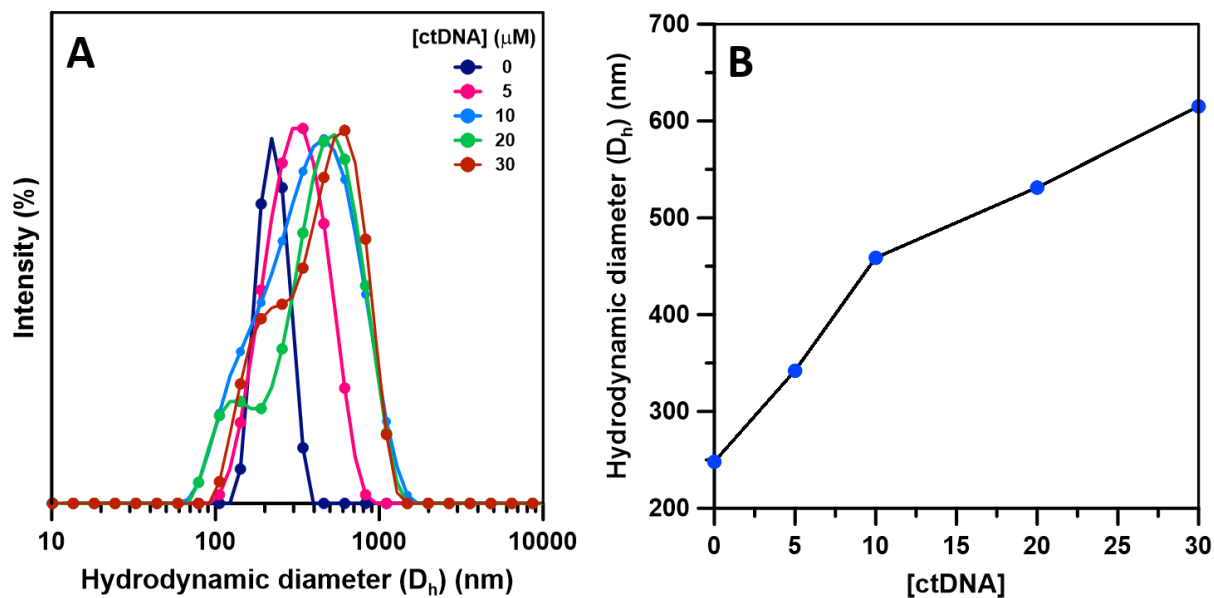 A
[ctDNA] (μM)
0
5
10
20
30
Intensity (%)
10 100 1000 10000
Hydrodynamic diameter (Dₕ) (nm)
B
Hydrodynamic diameter (Dₕ) (nm)
700
600
500
400
300
200
0 5 10 15 20 25 30
[ctDNA]